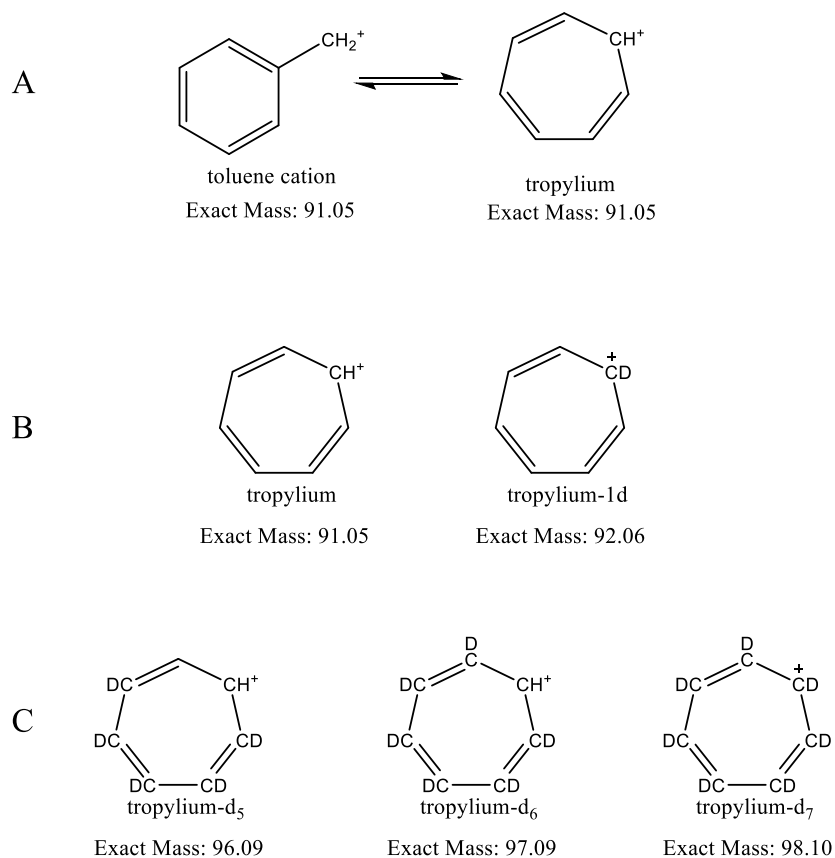 A
CH2+
CH+
toluene cation
tropylium
Exact Mass: 91.05
Exact Mass: 91.05
B
CH+
+
CD
tropylium
tropylium-1d
Exact Mass: 91.05
Exact Mass: 92.06
C
DC
CH+
DC
CD
DC
CD
tropylium-d5
Exact Mass: 96.09
D
C
DC
CH+
DC
CD
DC
CD
tropylium-d6
Exact Mass: 97.09
D
C
+
DC
CD
DC
CD
DC
CD
tropylium-d7
Exact Mass: 98.10